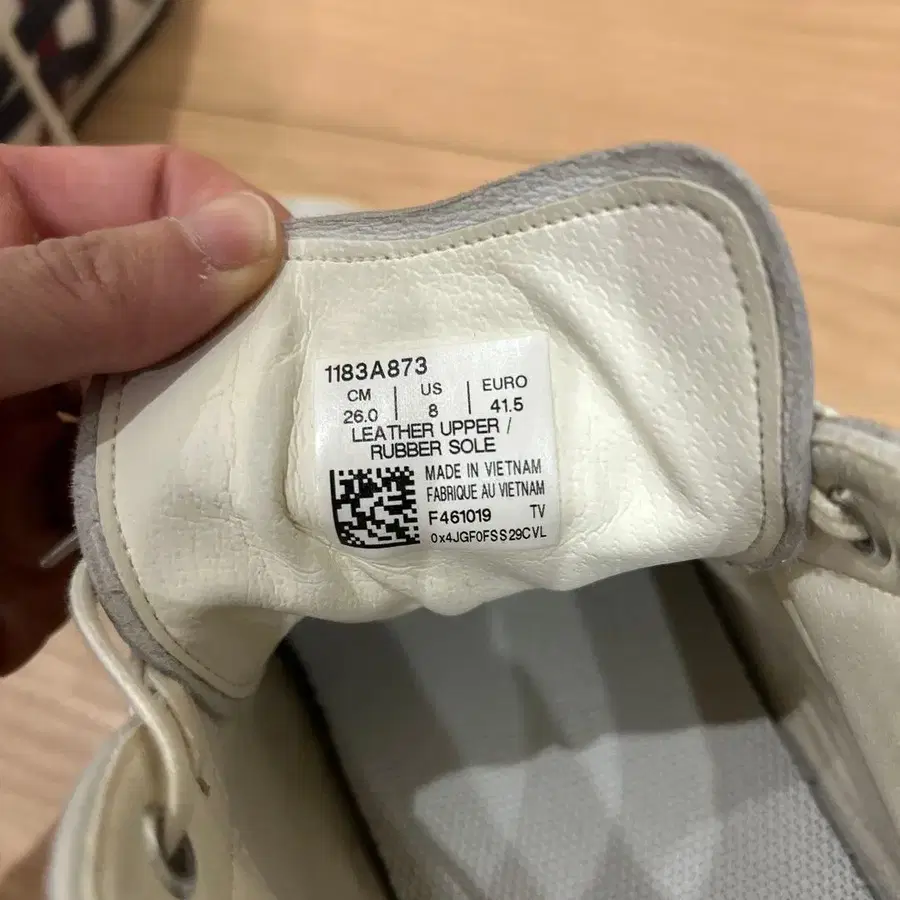 1183A873
CM | US | EURO
26.0 | 8 | 41.5
LEATHER UPPER /
RUBBER SOLE
MADE IN VIETNAM
FABRIQUE AU VIETNAM
F461019 TV
0x4JGF0FSS29CVL